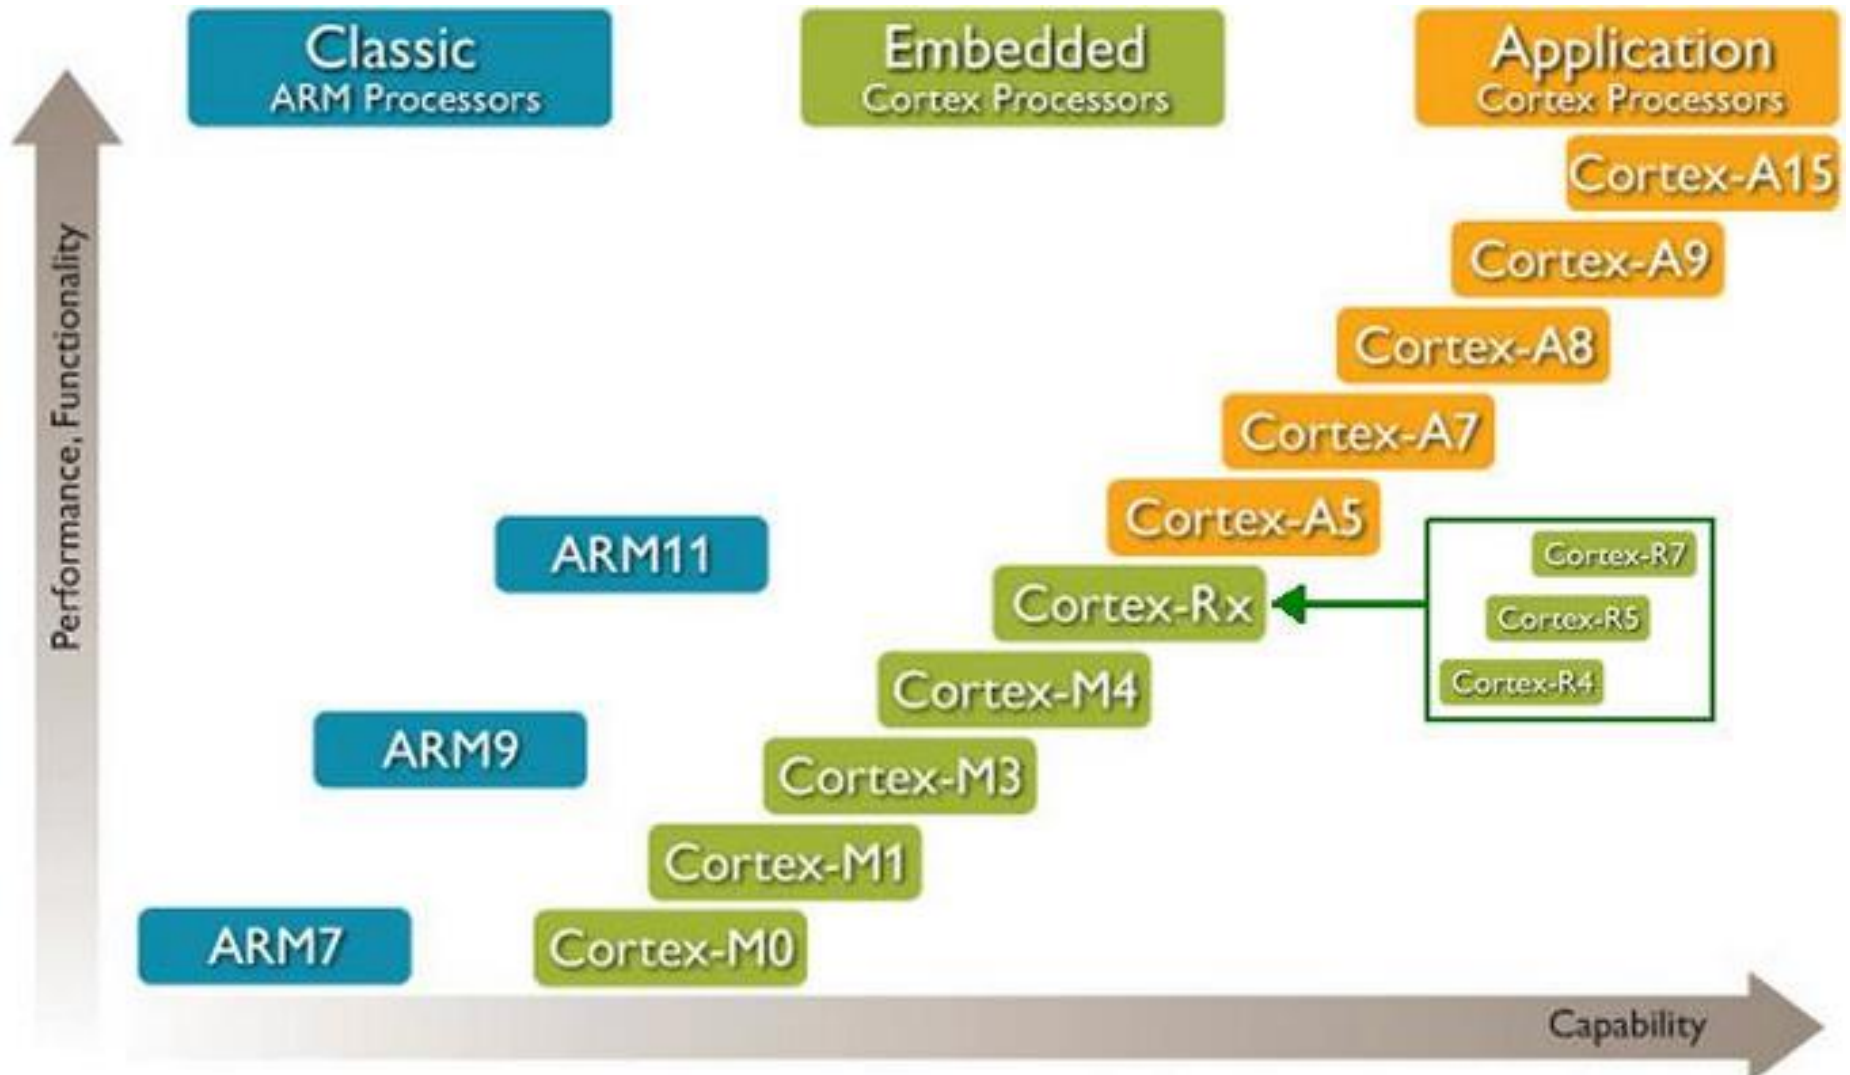 Classic
ARM Processors
Embedded
Cortex Processors
Application
Cortex Processors
Cortex-A15
Cortex-A9
Cortex-A8
Cortex-A7
Cortex-A5
ARM11
Cortex-R7
Cortex-Rx
Cortex-R5
Cortex-M4
Cortex-R4
ARM9
Cortex-M3
Cortex-M1
ARM7
Cortex-M0
Performance, Functionality
Capability